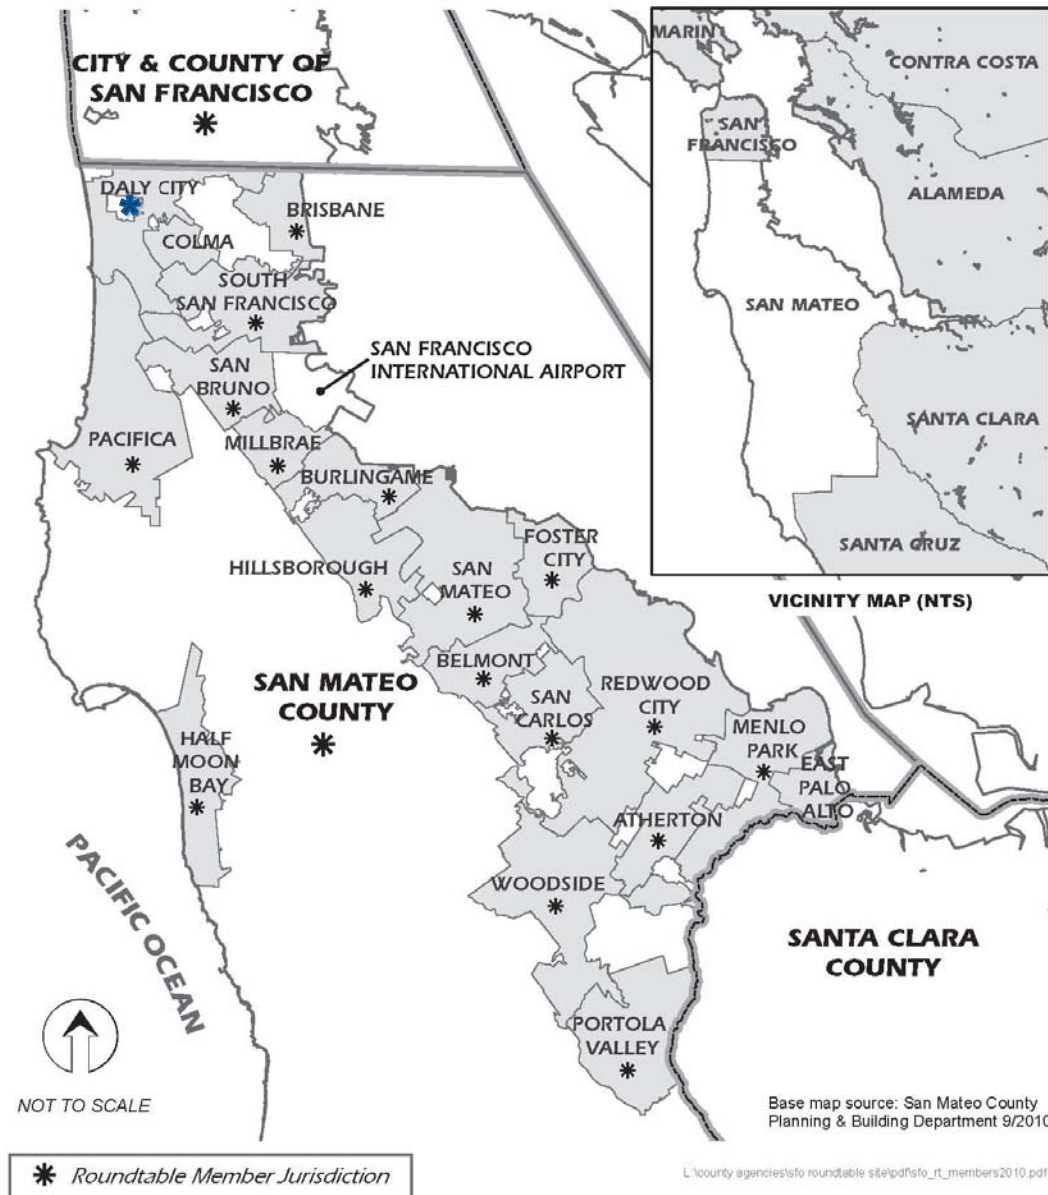 CITY & COUNTY OF
SAN FRANCISCO
DALY CITY
BRISBANE
COLMA
SOUTH
SAN FRANCISCO
SAN FRANCISCO
INTERNATIONAL AIRPORT
SAN
BRUNO
PACIFICA
MILLBRAE
BURLINGAME
HILLSBOROUGH
SAN
MATEO
FOSTER
CITY
BELMONT
SAN
CARLOS
REDWOOD
CITY
MENLO
PARK
EAST
PALO
ALTO
SAN MATEO
COUNTY
HALF
MOON
BAY
ATHERTON
WOODSIDE
PORTOLA
VALLEY
PACIFIC OCEAN
SANTA CLARA
COUNTY
MARIN
CONTRA COSTA
SAN
FRANCISCO
ALAMEDA
SAN MATEO
SANTA CLARA
SANTA CRUZ
VICINITY MAP (NTS)
NOT TO SCALE
Base map source: San Mateo County
Planning & Building Department 9/2010
Roundtable Member Jurisdiction
L:\county agencies\sfo roundtable site\pdf\sfo_rt_members2010.pdf